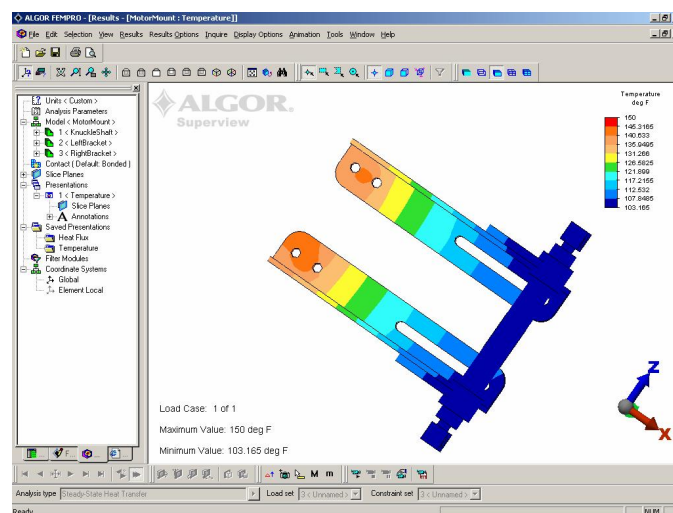 ALGOR FEMPRO - [Results - [MotorMount : Temperature]]
File Edit Selection View Results Results Options Inquire Display Options Animation Tools Window Help
Units < Custom >
Analysis Parameters
Model < MotorMount >
1 < KnuckleShaft >
2 < LeftBracket >
3 < RightBracket >
Contact ( Default: Bonded )
Slice Planes
Presentations
1 < Temperature >
Slice Planes
A Annotations
Saved Presentations
Heat Flux
Temperature
Filter Modules
Coordinate Systems
Global
Element Local
F...
ALGOR.
Superview
Temperature
deg F
150
145.3165
140.633
135.9495
131.266
126.5825
121.899
117.2155
112.532
107.8485
103.165
Load Case: 1 of 1
Maximum Value: 150 deg F
Minimum Value: 103.165 deg F
Z
X
M m
Analysis type Steady-State Heat Transfer Load set 3 < Unnamed > Constraint set 3 < Unnamed >
Ready NUM